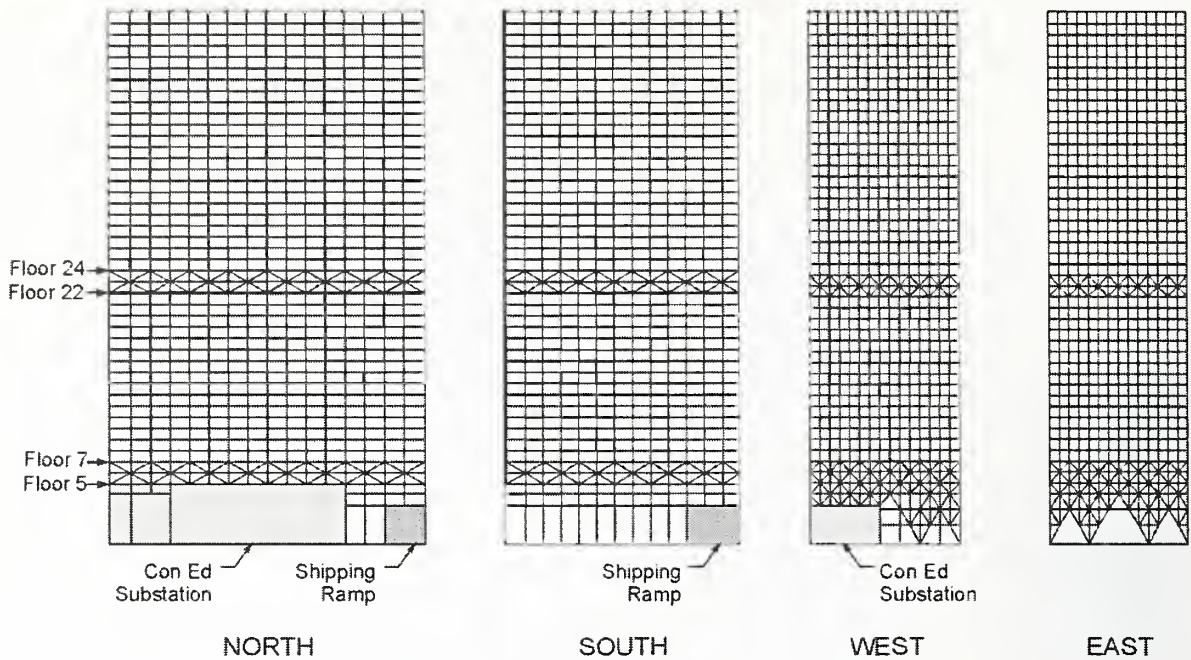 Floor 24
Floor 22
Floor 7
Floor 5
Con Ed
Substation
Shipping
Ramp
Shipping
Ramp
Con Ed
Substation
NORTH
SOUTH
WEST
EAST